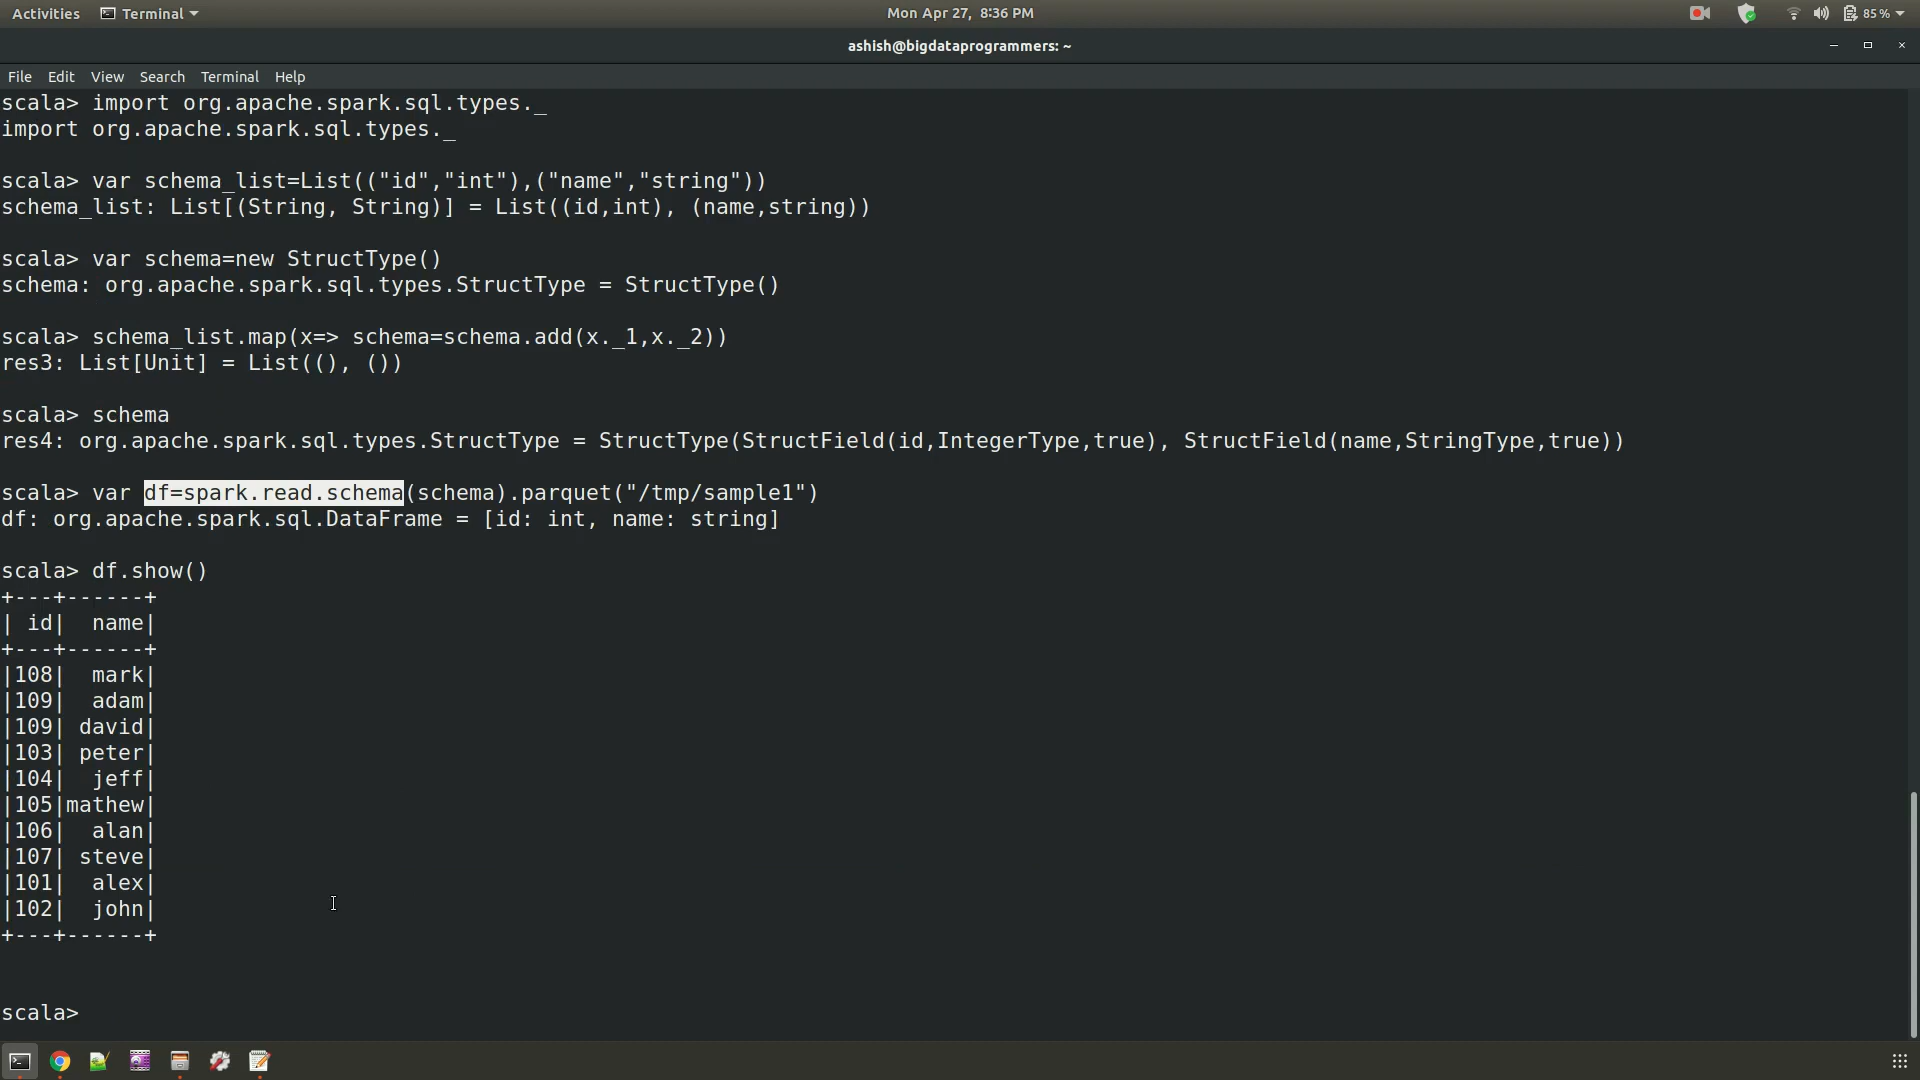 Activities Terminal Mon Apr 27, 8:36 PM 85%
ashish@bigdataprogrammers: ~
File Edit View Search Terminal Help
scala> import org.apache.spark.sql.types._
import org.apache.spark.sql.types._
scala> var schema_list=List(("id","int"),("name","string"))
schema_list: List[(String, String)] = List((id,int), (name,string))
scala> var schema=new StructType()
schema: org.apache.spark.sql.types.StructType = StructType()
scala> schema_list.map(x=> schema=schema.add(x._1,x._2))
res3: List[Unit] = List((), ())
scala> schema
res4: org.apache.spark.sql.types.StructType = StructType(StructField(id,IntegerType,true), StructField(name,StringType,true))
scala> var df=spark.read.schema(schema).parquet("/tmp/sample1")
df: org.apache.spark.sql.DataFrame = [id: int, name: string]
scala> df.show()
+---+------+
| id|  name|
+---+------+
|108|  mark|
|109|  adam|
|109| david|
|103| peter|
|104|  jeff|
|105|mathew|
|106|  alan|
|107| steve|
|101|  alex|
|102|  john|
+---+------+
scala>